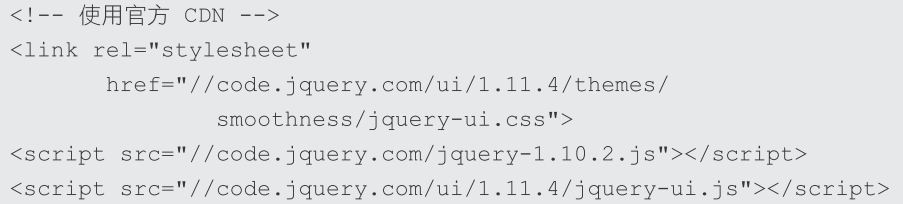 <!-- 使用官方 CDN -->
<link rel="stylesheet"
href="//code.jquery.com/ui/1.11.4/themes/
smoothness/jquery-ui.css">
<script src="//code.jquery.com/jquery-1.10.2.js"></script>
<script src="//code.jquery.com/ui/1.11.4/jquery-ui.js"></script>